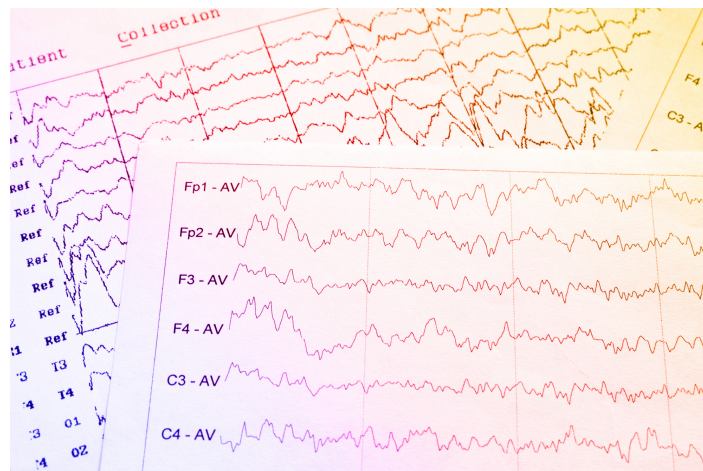 Collection
Ref
Ref
Ref
Ref
Ref
Ref
Ref
T3
T4
O1
O2
F4
C3 - A
Fp1 - AV
Fp2 - AV
F3 - AV
F4 - AV
C3 - AV
C4 - AV